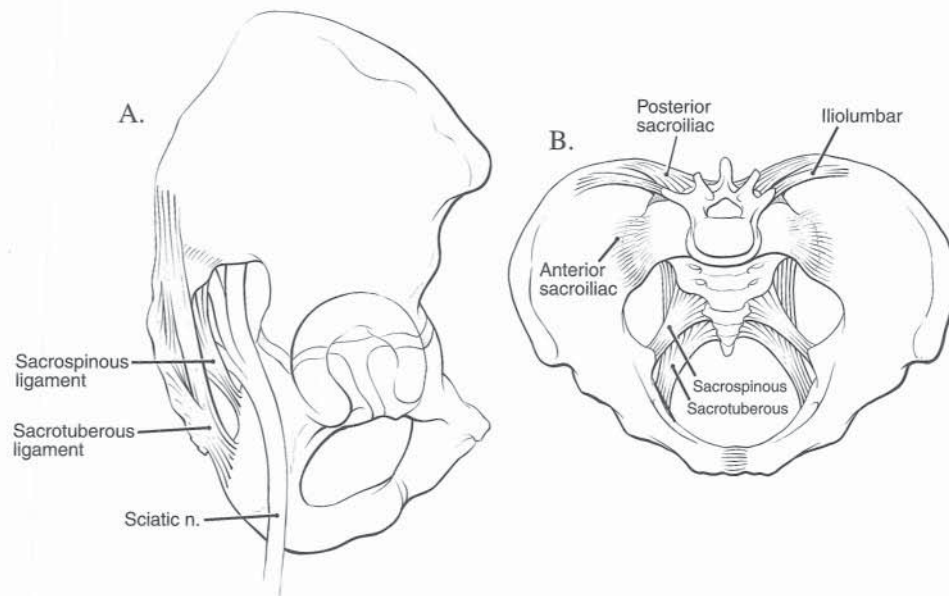 A.
Sacrospinous
ligament
Sacrotuberous
ligament
Sciatic n.
B.
Posterior
sacroiliac
Iliolumbar
Anterior
sacroiliac
Sacrospinous
Sacrotuberous